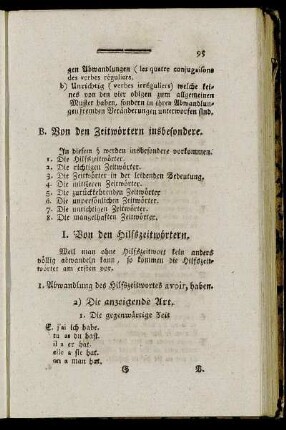 95
gen Abwandlungen (les quatre conjugaisons
des verbes réguliers.
b) Unrichtig (verbes irréguliers) welche kei-
nes von den vier obigen zum allgemeinen
Muster haben, sondern in ihren Abwandlun-
gen fremden Veränderungen unterworfen sind.
B. Von den Zeitwörtern insbesondere.
In diesem § werden insbesondere vorkommen.
1. Die Hilfszeitwörter.
2. Die richtigen Zeitwörter.
3. Die Zeitwörter in der leidenden Bedeutung.
4. Die mittleren Zeitwörter.
5. Die zurückkehrenden Zeitwörter
6. Die unpersönlichen Zeitwörter.
7. Die unrichtigen Zeitwörter.
8. Die mangelhaften Zeitwörter.
I. Von den Hilfszeitwörtern.
Weil man ohne Hilfszeitwort kein anders
völlig abwandeln kann, so kommen die Hilfszeit-
wörter am ersten vor.
1. Abwandlung des Hilfszeitwortes avoir, haben.
a) Die anzeigende Art.
1. Die gegenwärtige Zeit
E. j'ai ich habe.
tu as du hast.
il a er hat.
elle a sie hat.
on a man hat.
G